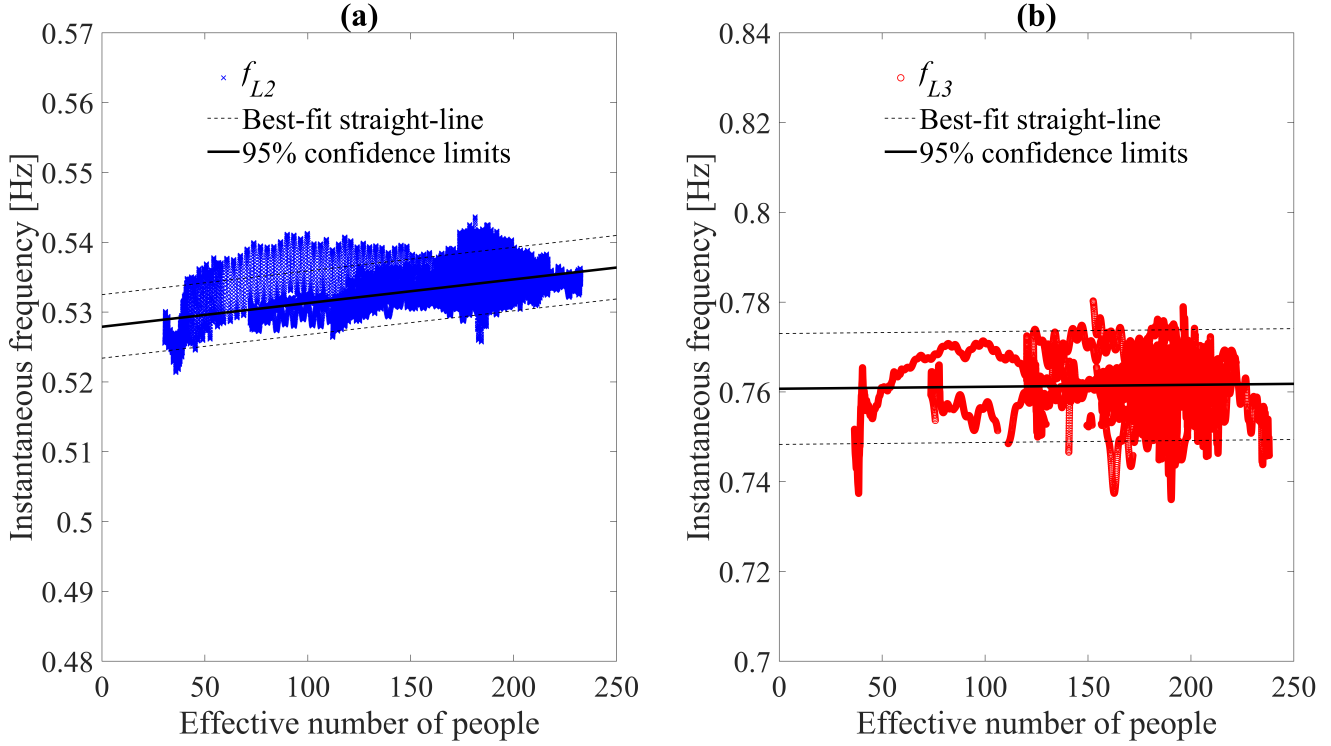 (a)
0.57
0.56
0.55
0.54
0.53
0.52
0.51
0.5
0.49
0.48
0
50
100
150
200
250
Instantaneous frequency [Hz]
Effective number of people
f_{L2}
Best-fit straight-line
95% confidence limits
(b)
0.84
0.82
0.8
0.78
0.76
0.74
0.72
0.7
0
50
100
150
200
250
Instantaneous frequency [Hz]
Effective number of people
f_{L3}
Best-fit straight-line
95% confidence limits